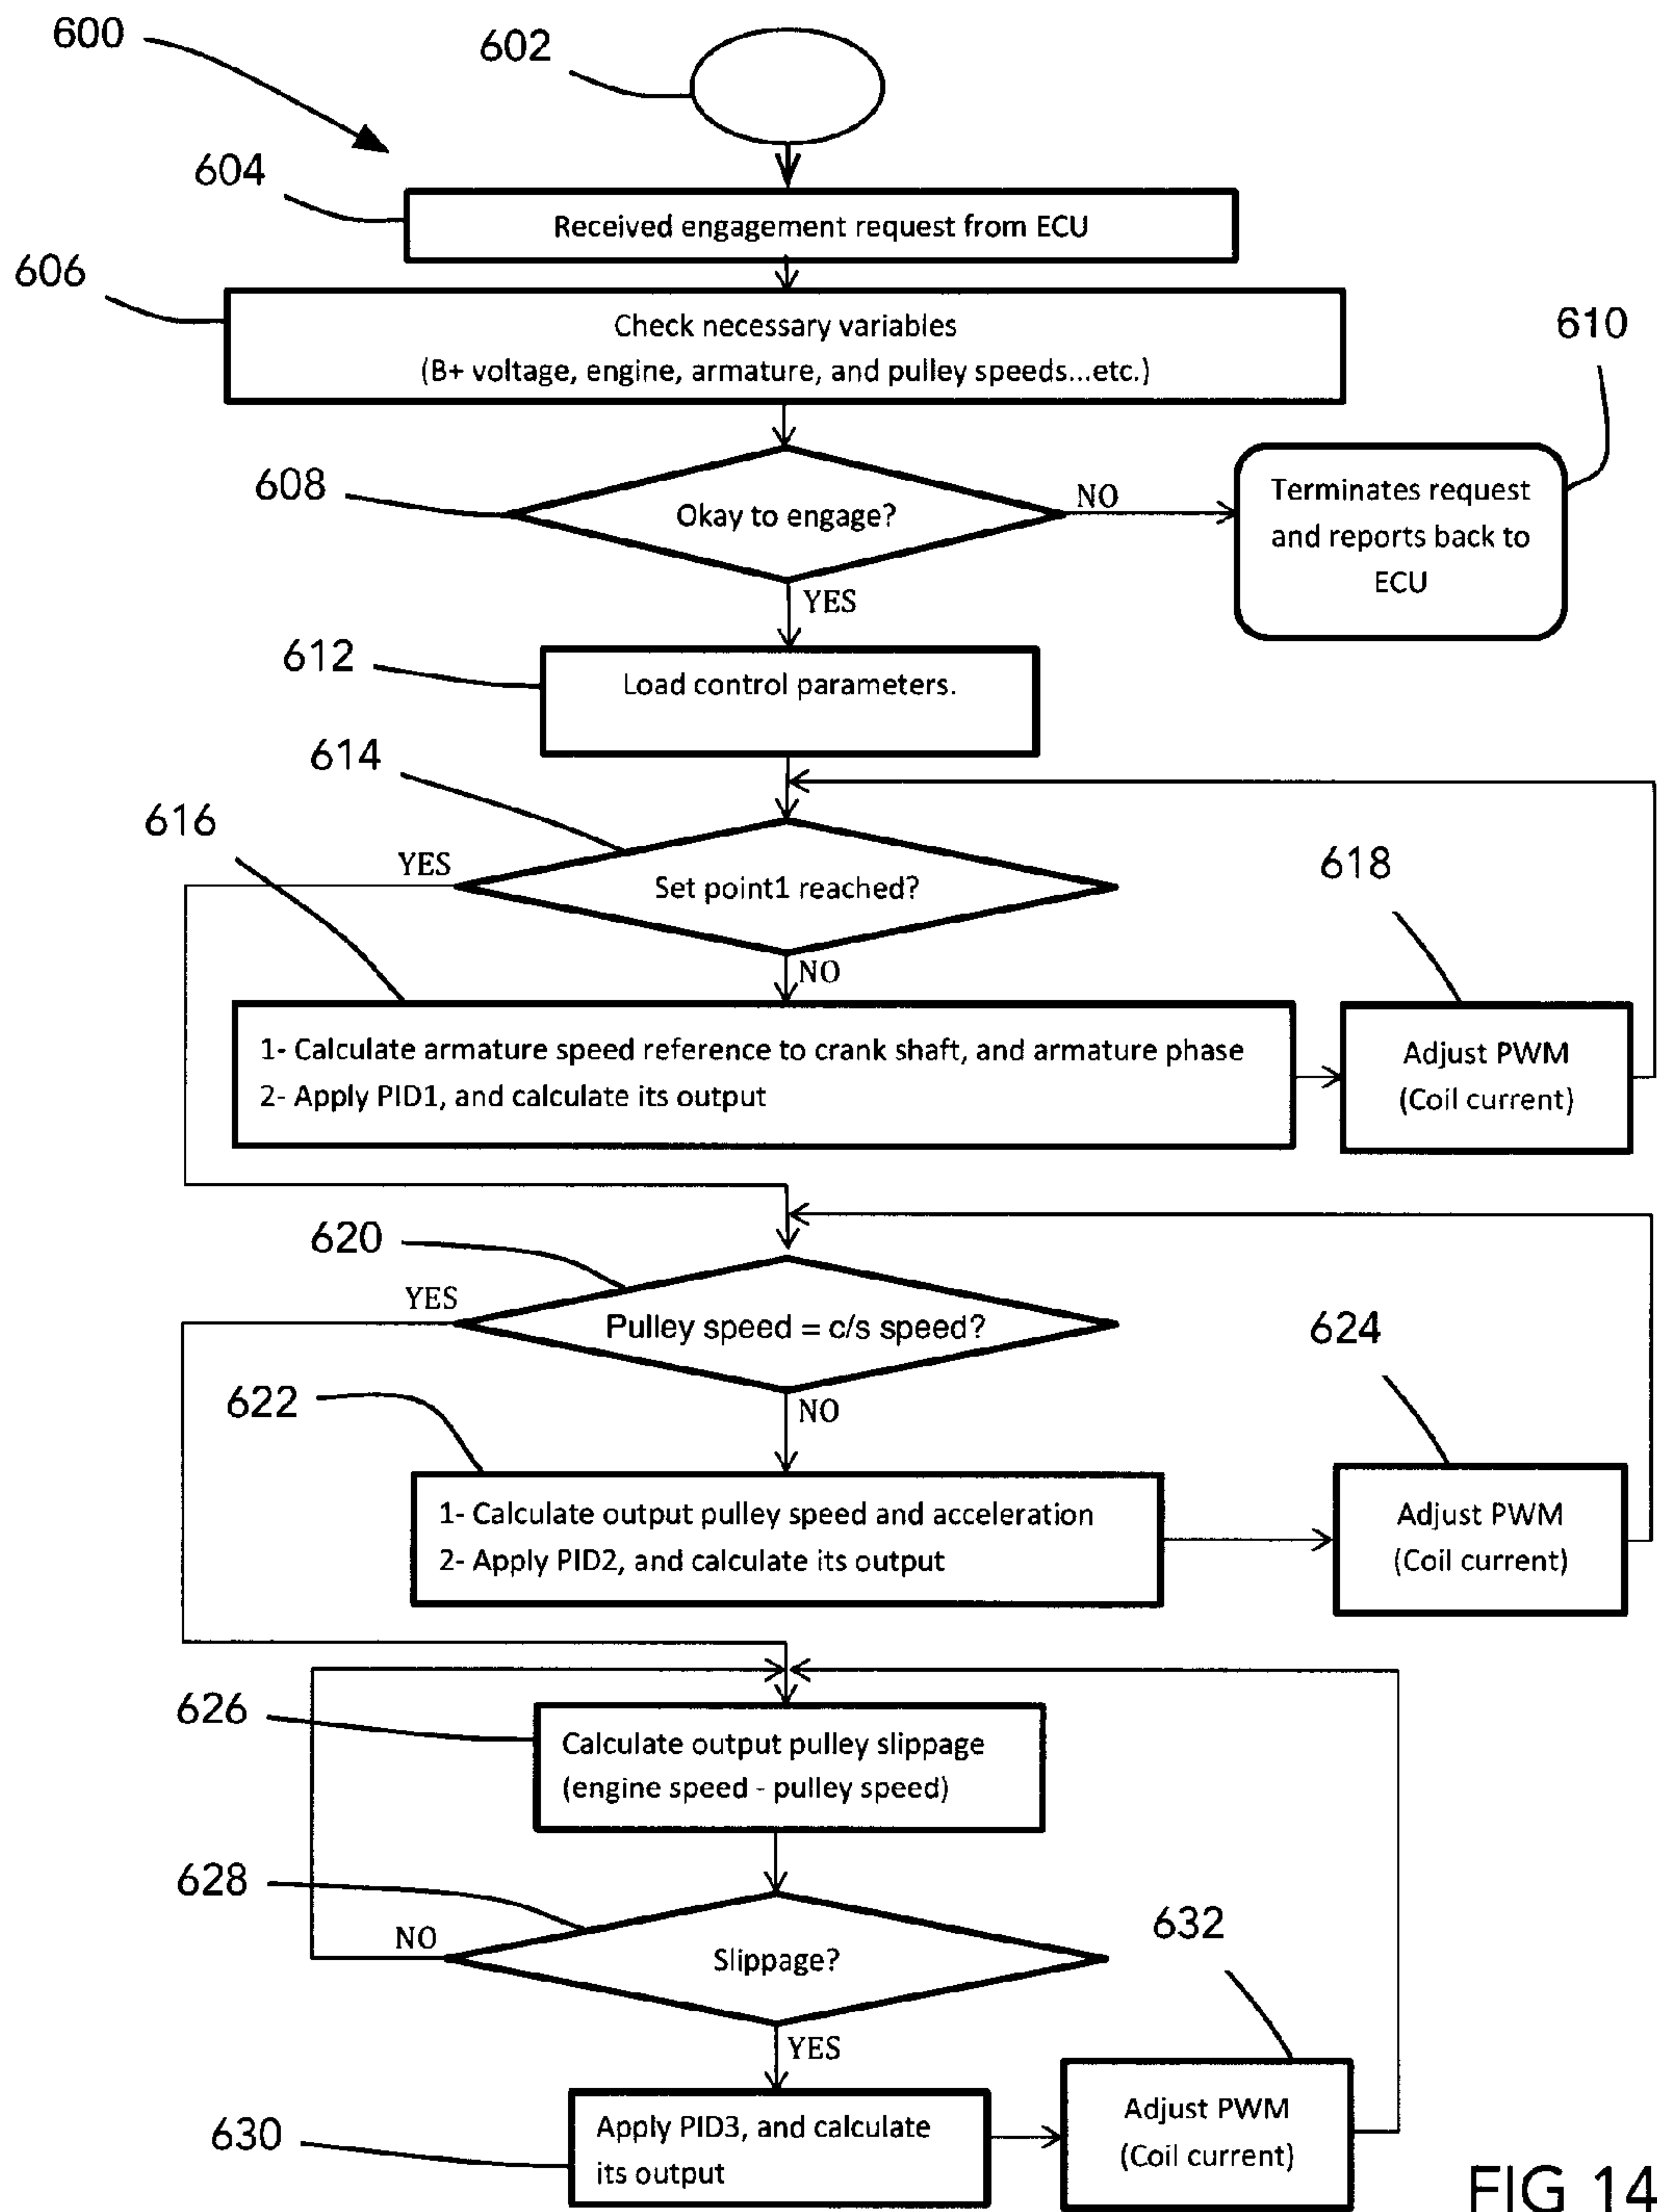 600
602
604
Received engagement request from ECU
606
Check necessary variables
(B+ voltage, engine, armature, and pulley speeds...etc.)
610
608
Okay to engage?
NO
Terminates request
and reports back to
ECU
YES
612
Load control parameters.
614
616
YES
Set point1 reached?
618
NO
1- Calculate armature speed reference to crank shaft, and armature phase
2- Apply PID1, and calculate its output
Adjust PWM
(Coil current)
620
YES
Pulley speed = c/s speed?
624
622
NO
1- Calculate output pulley speed and acceleration
2- Apply PID2, and calculate its output
Adjust PWM
(Coil current)
626
Calculate output pulley slippage
(engine speed - pulley speed)
628
NO
Slippage?
632
YES
630
Apply PID3, and calculate
its output
Adjust PWM
(Coil current)
FIG 14